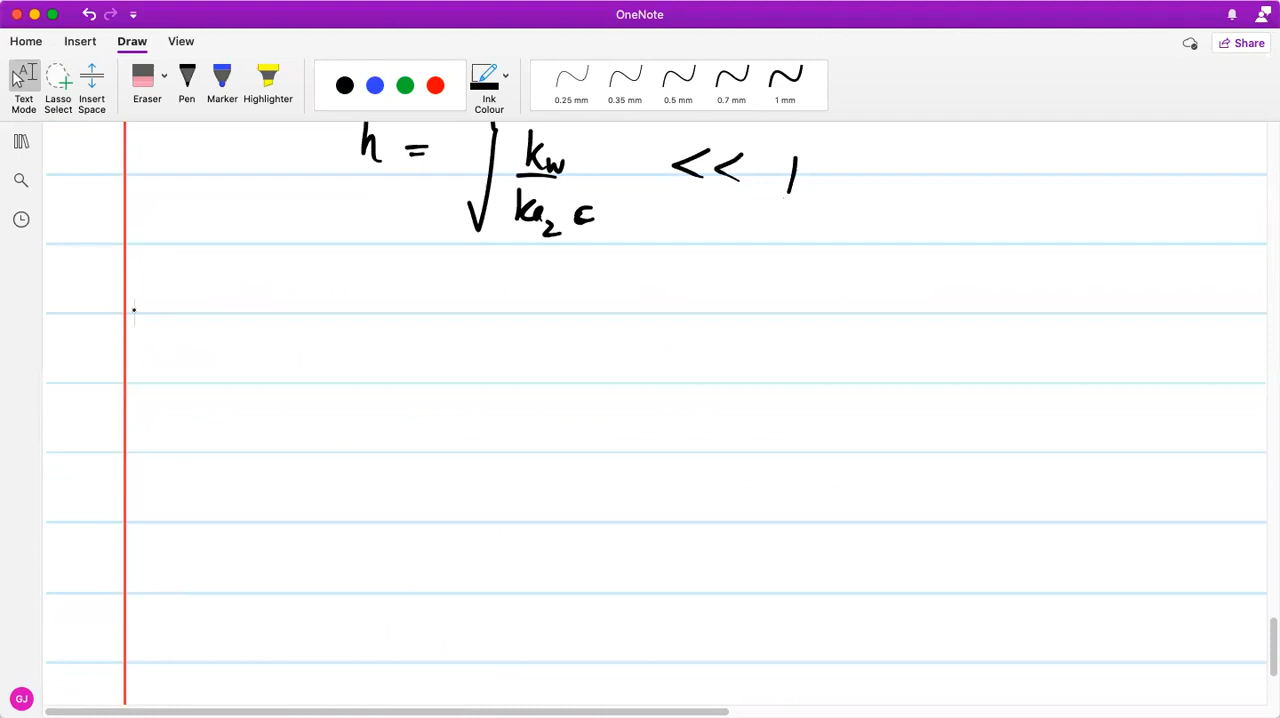 OneNote
Home Insert Draw View Share
Text Mode Lasso Select Insert Space Eraser Pen Marker Highlighter Ink Colour 0.25 mm 0.35 mm 0.5 mm 0.7 mm 1 mm
h = √(kw / ka₂ c) << 1
GJ